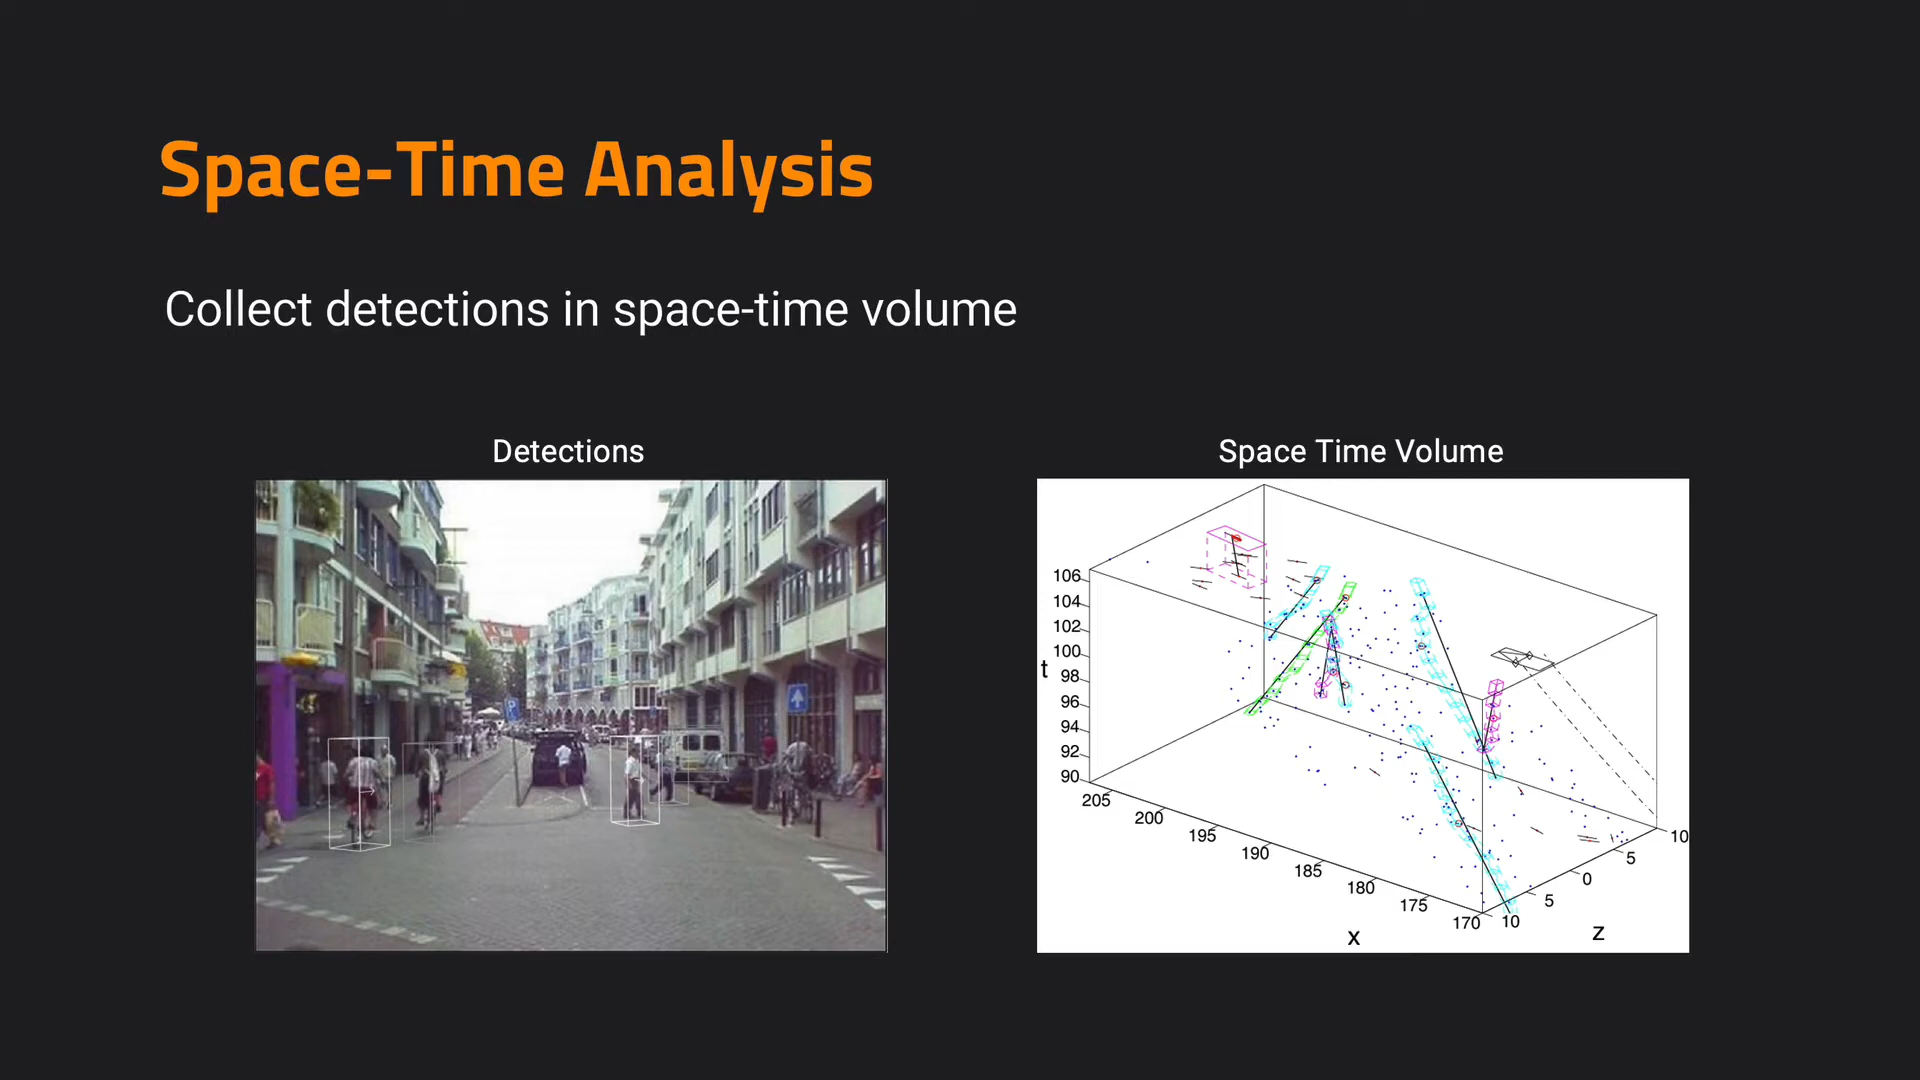 Space-Time Analysis
Collect detections in space-time volume
Detections
Space Time Volume
P
106
104
102
100
98
96
94
92
90
t
205
200
195
190
185
180
175
170
x
10
5
0
5
10
z